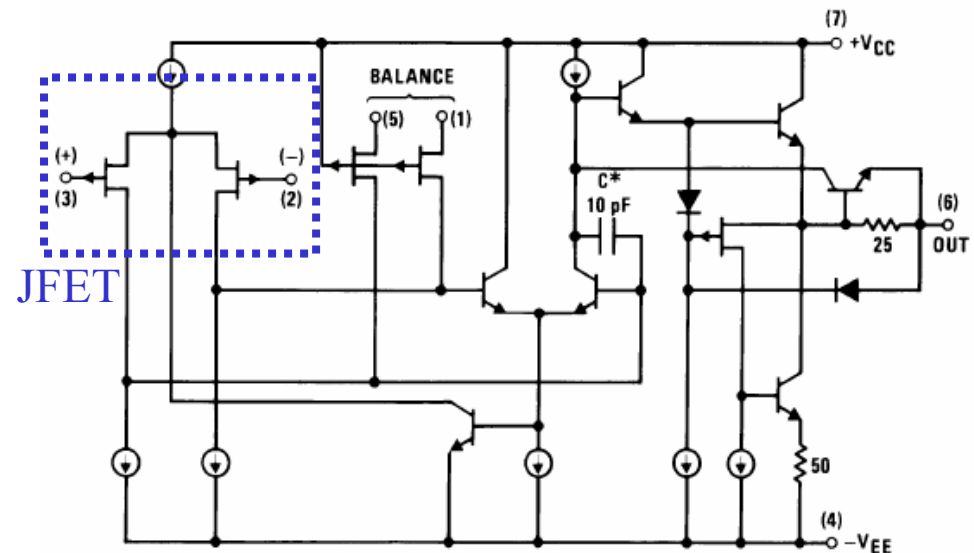 (7)
+VCC
BALANCE
(5)
(1)
(+)
(−)
(3)
(2)
C*
10 pF
(6)
25
OUT
JFET
50
(4)
−VEE